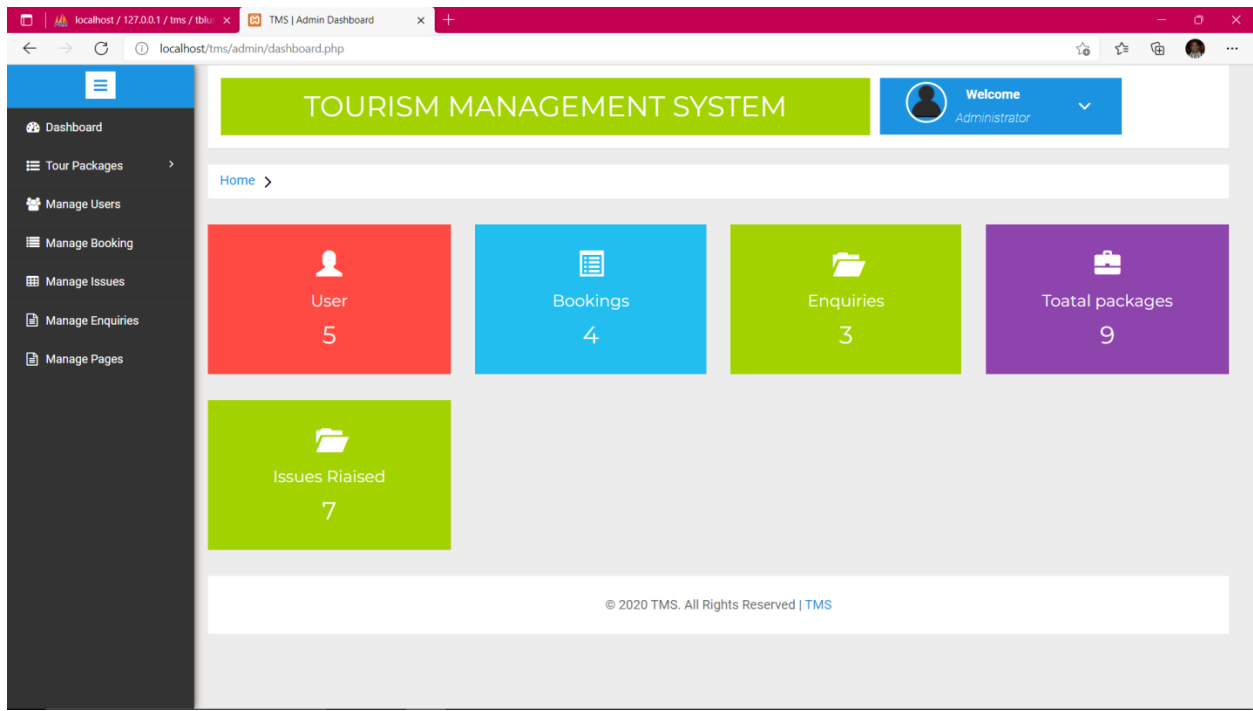 localhost / 127.0.0.1 / tms / tblu
TMS | Admin Dashboard
localhost/tms/admin/dashboard.php
TOURISM MANAGEMENT SYSTEM
Welcome
Administrator
Dashboard
Tour Packages
Manage Users
Manage Booking
Manage Issues
Manage Enquiries
Manage Pages
Home
User
5
Bookings
4
Enquiries
3
Toatal packages
9
Issues Riaised
7
© 2020 TMS. All Rights Reserved | TMS